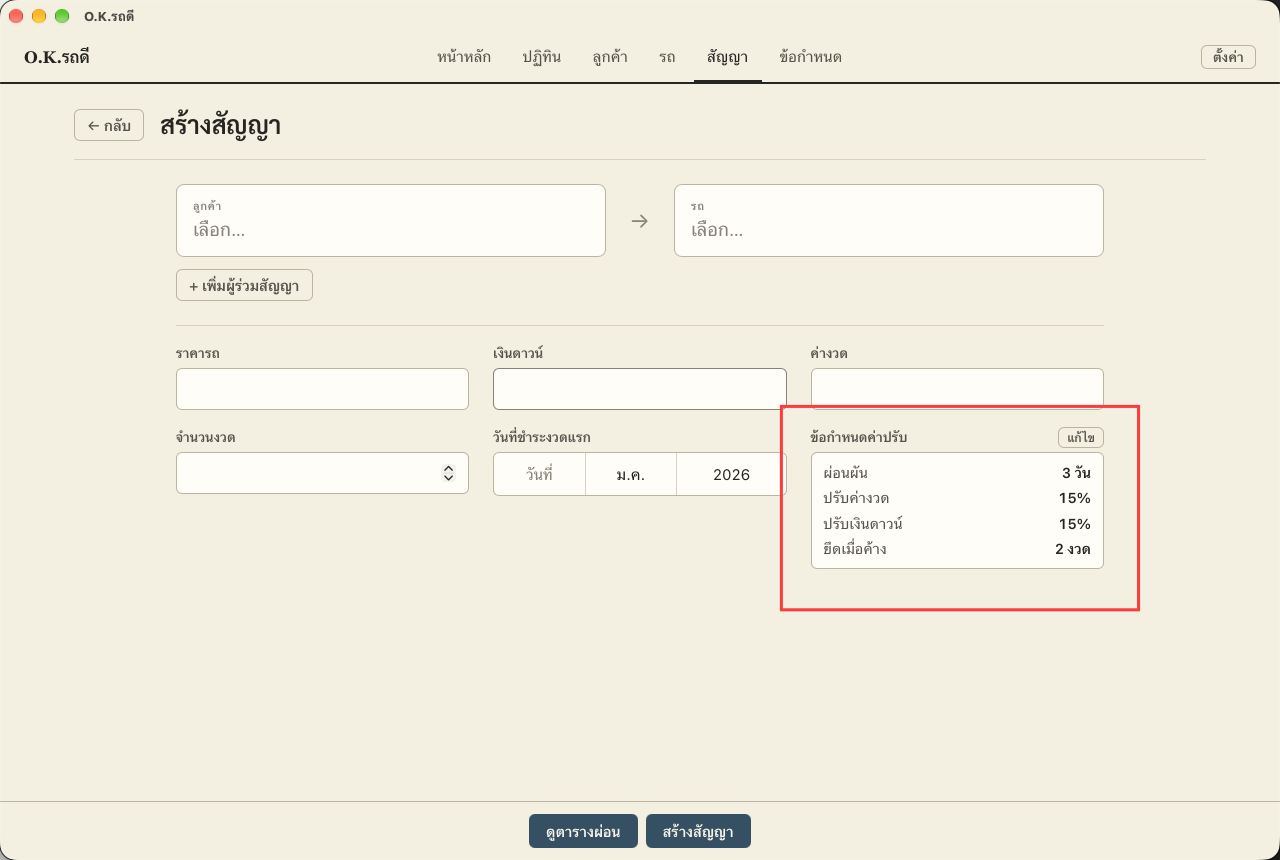 O.K.รถดี
O.K.รถดี หน้าหลัก ปฏิทิน ลูกค้า รถ สัญญา ข้อกำหนด ตั้งค่า
← กลับ สร้างสัญญา
ลูกค้า
เลือก...
→
รถ
เลือก...
+ เพิ่มผู้ร่วมสัญญา
ราคารถ เงินดาวน์ ค่างวด
จำนวนงวด วันที่ชำระงวดแรก ข้อกำหนดค่าปรับ แก้ไข
วันที่ ม.ค. 2026
ผ่อนผัน 3 วัน
ปรับค่างวด 15%
ปรับเงินดาวน์ 15%
ยึดเมื่อค้าง 2 งวด
ดูตารางผ่อน สร้างสัญญา